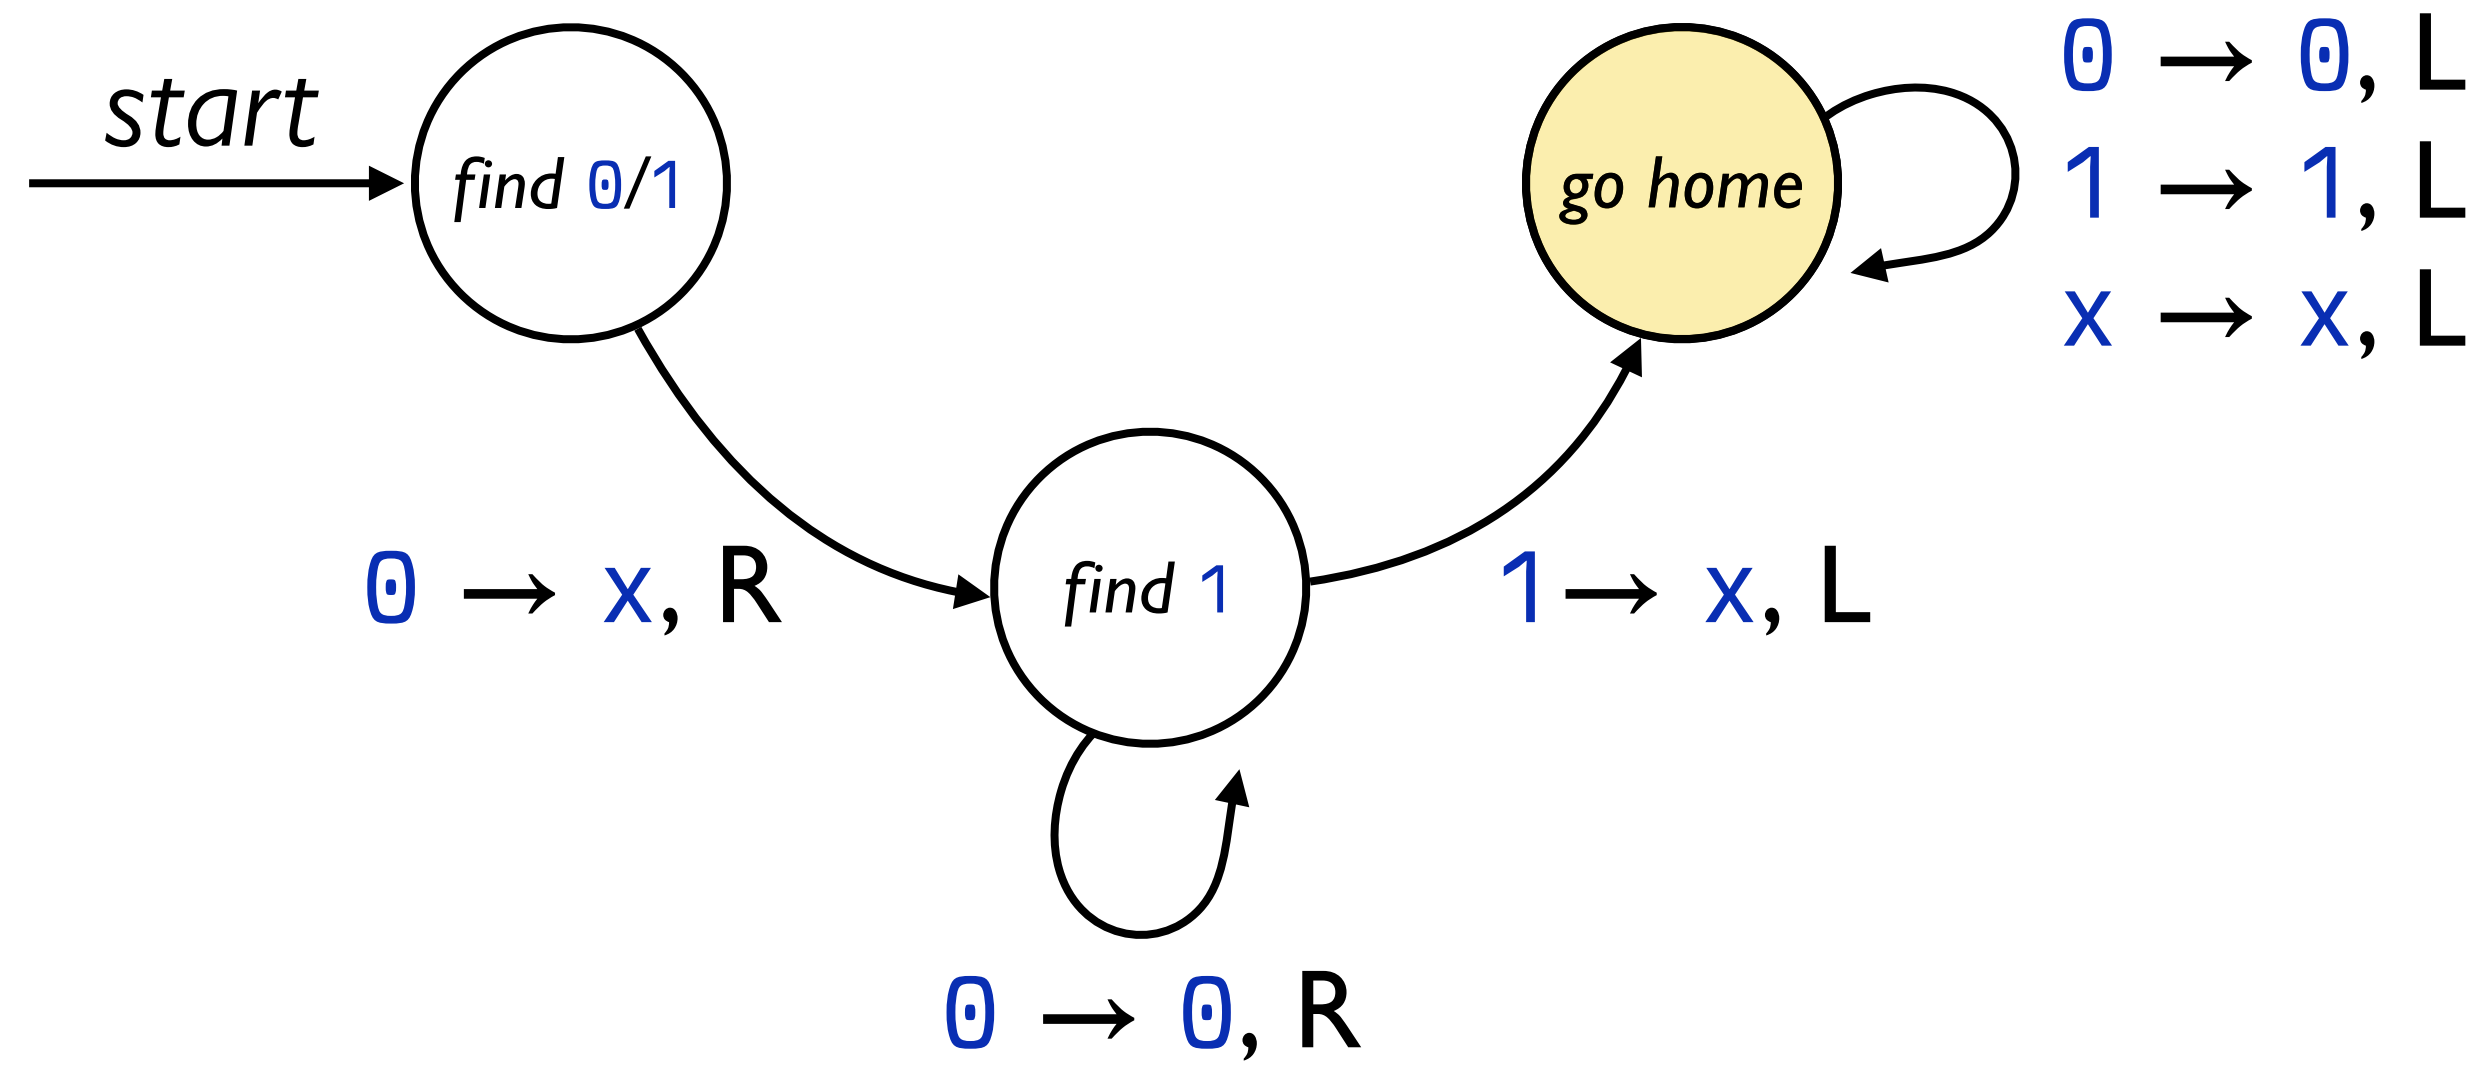 start
find 0/1
go home
0 → 0, L
1 → 1, L
x → x, L
0 → x, R
find 1
1 → x, L
0 → 0, R